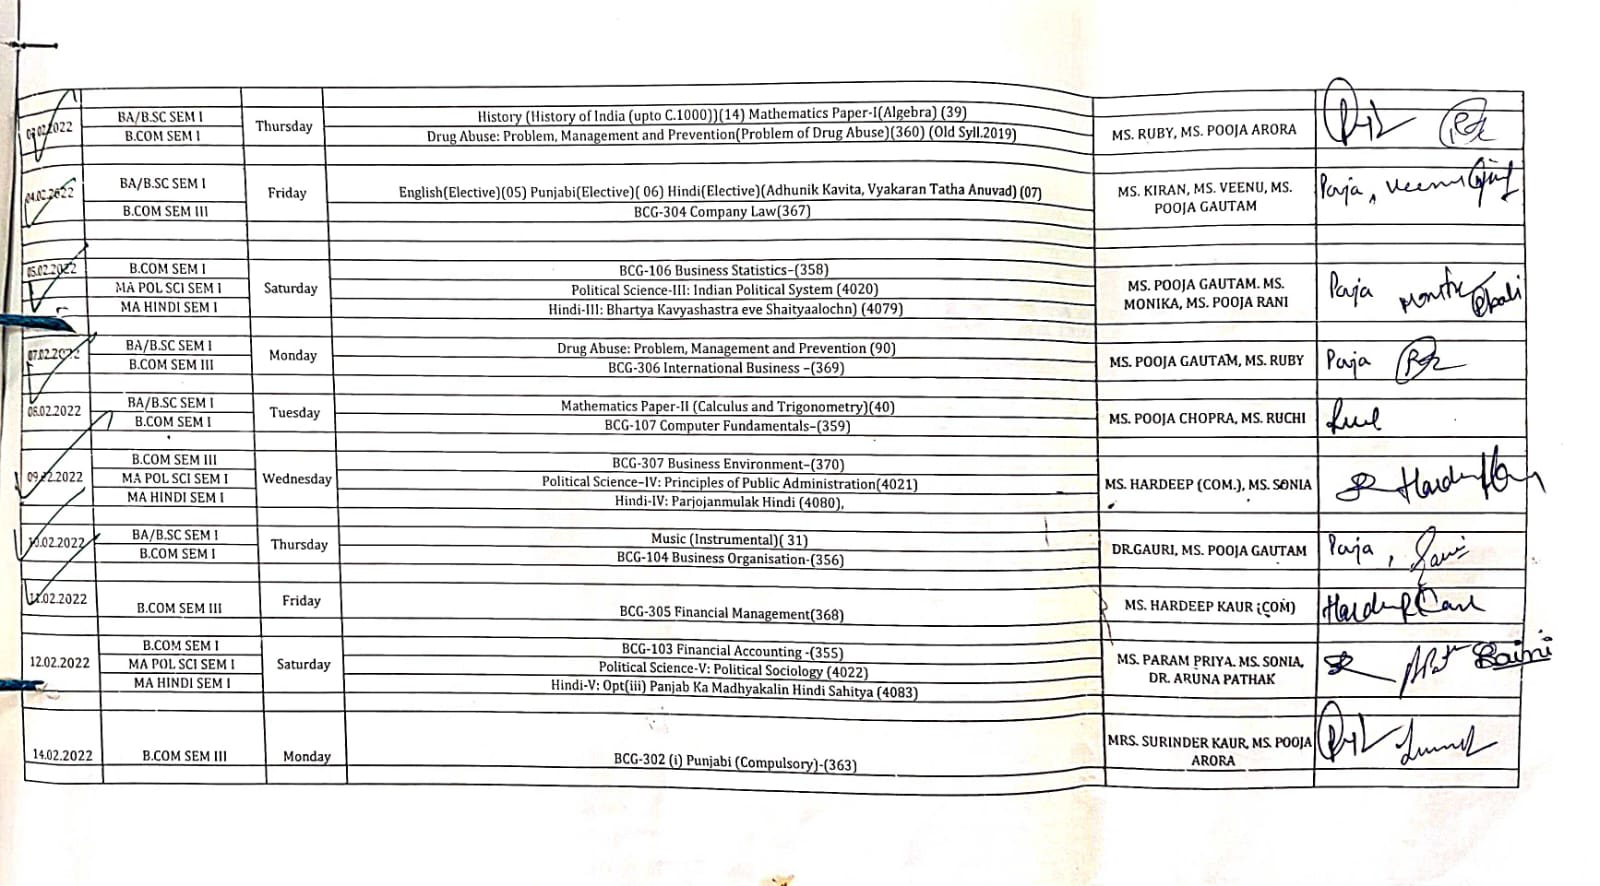 BA/B.SC SEM I
History (History of India (upto C.1000))(14) Mathematics Paper-I(Algebra) (39)
03.02.2022
Thursday
MS. RUBY, MS. POOJA ARORA
B.COM SEM I
Drug Abuse: Problem, Management and Prevention(Problem of Drug Abuse)(360) (Old Syll.2019)
04.02.2022
BA/B.SC SEM I
Friday
English(Elective)(05) Punjabi(Elective)( 06) Hindi(Elective)(Adhunik Kavita, Vyakaran Tatha Anuvad) (07)
MS. KIRAN, MS. VEENU, MS.
POOJA GAUTAM
Pooja, Veenu
B.COM SEM III
BCG-304 Company Law(367)
05.02.2022
B.COM SEM I
BCG-106 Business Statistics-(358)
MA POL SCI SEM I
Saturday
Political Science-III: Indian Political System (4020)
MS. POOJA GAUTAM. MS.
MONIKA, MS. POOJA RANI
Pooja Monika
MA HINDI SEM I
Hindi-III: Bhartya Kavyashastra eve Shaityaalochn) (4079)
07.02.2022
BA/B.SC SEM I
Monday
Drug Abuse: Problem, Management and Prevention (90)
MS. POOJA GAUTAM, MS. RUBY
Pooja
B.COM SEM III
BCG-306 International Business -(369)
08.02.2022
BA/B.SC SEM I
Tuesday
Mathematics Paper-II (Calculus and Trigonometry)(40)
MS. POOJA CHOPRA, MS. RUCHI
B.COM SEM I
BCG-107 Computer Fundamentals-(359)
B.COM SEM III
BCG-307 Business Environment-(370)
09.02.2022
MA POL SCI SEM I
Wednesday
Political Science-IV: Principles of Public Administration(4021)
MS. HARDEEP (COM.), MS. SONIA
MA HINDI SEM I
Hindi-IV: Parjojanmulak Hindi (4080),
10.02.2022
BA/B.SC SEM I
Thursday
Music (Instrumental)( 31)
DR.GAURI, MS. POOJA GAUTAM
Pooja,
B.COM SEM I
BCG-104 Business Organisation-(356)
11.02.2022
B.COM SEM III
Friday
BCG-305 Financial Management(368)
MS. HARDEEP KAUR (COM)
Hardeep Kaur
B.COM SEM I
BCG-103 Financial Accounting -(355)
12.02.2022
MA POL SCI SEM I
Saturday
Political Science-V: Political Sociology (4022)
MS. PARAM PRIYA. MS. SONIA,
DR. ARUNA PATHAK
MA HINDI SEM I
Hindi-V: Opt(iii) Panjab Ka Madhyakalin Hindi Sahitya (4083)
14.02.2022
B.COM SEM III
Monday
BCG-302 (i) Punjabi (Compulsory)-(363)
MRS. SURINDER KAUR, MS. POOJA
ARORA